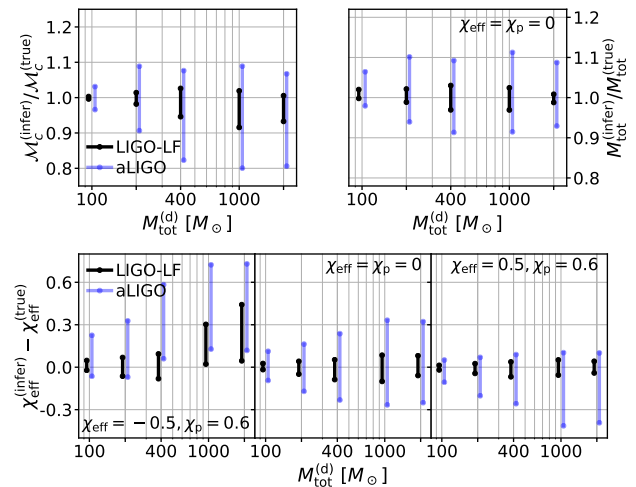 1.2
1.1
1.0
0.9
0.8
100
400
1000
M_tot^(d) [M_⊙]
ℳ_c^(infer)/ℳ_c^(true)
LIGO-LF
aLIGO
χ_eff = χ_p = 0
1.2
1.1
1.0
0.9
0.8
100
400
1000
M_tot^(d) [M_⊙]
M_tot^(infer)/M_tot^(true)
0.6
0.3
0.0
-0.3
χ_eff^(infer) − χ_eff^(true)
LIGO-LF
aLIGO
χ_eff = −0.5, χ_p = 0.6
χ_eff = χ_p = 0
χ_eff = 0.5, χ_p = 0.6
100
400
1000
100
400
1000
100
400
1000
M_tot^(d) [M_⊙]